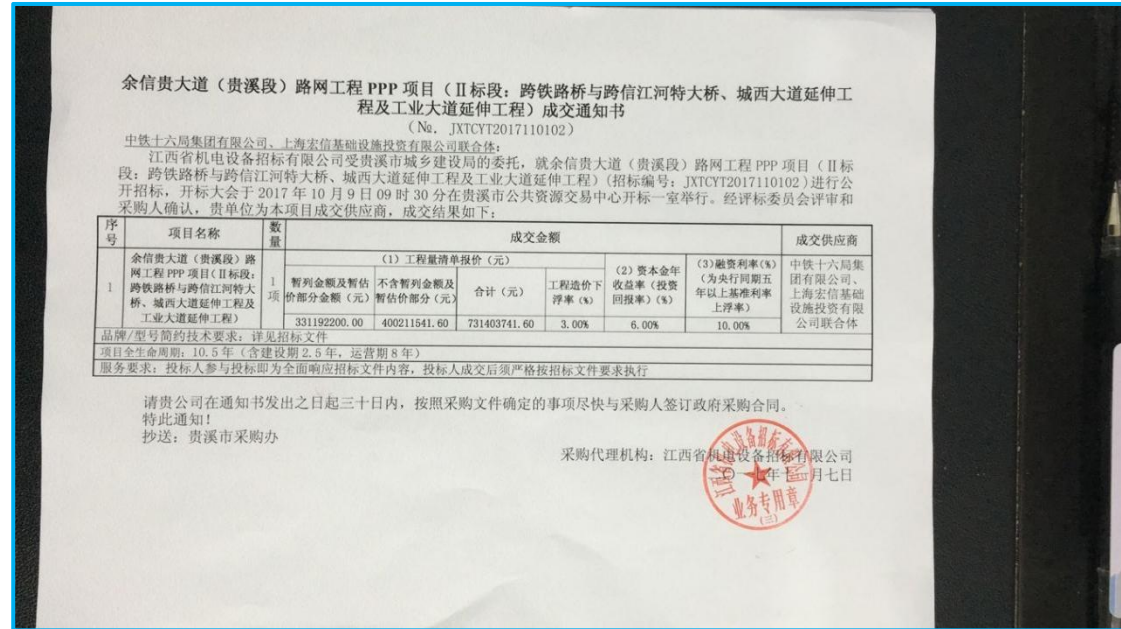 余信贵大道（贵溪段）路网工程 PPP 项目（Ⅱ标段：跨铁路桥与跨信江河特大桥、城西大道延伸工
程及工业大道延伸工程）成交通知书
（№. JXTCYT2017110102）
中铁十六局集团有限公司、上海宏信基础设施投资有限公司联合体：
江西省机电设备招标有限公司受贵溪市城乡建设局的委托，就余信贵大道（贵溪段）路网工程 PPP 项目（Ⅱ标
段：跨铁路桥与跨信江河特大桥、城西大道延伸工程及工业大道延伸工程）(招标编号：JXTCYT2017110102)进行公
开招标，开标大会于 2017 年 10 月 9 日 09 时 30 分在贵溪市公共资源交易中心开标一室举行。经评标委员会评审和
采购人确认，贵单位为本项目成交供应商，成交结果如下：
序号
项目名称
数量
成交金额
成交供应商
（1）工程量清单报价（元）
（2）资本金年
收益率（投资
回报率）（%）
（3）融资利率（%）
（为央行同期五
年以上基准利率
上浮率）
暂列金额及暂估
价部分金额（元）
不含暂列金额及
暂估价部分（元）
合计（元）
工程造价下
浮率（%）
1
余信贵大道（贵溪段）路
网工程 PPP 项目（Ⅱ标段：
跨铁路桥与跨信江河特大
桥、城西大道延伸工程及
工业大道延伸工程）
1
项
331192200.00
400211541.60
731403741.60
3.00%
6.00%
10.00%
中铁十六局集
团有限公司、
上海宏信基础
设施投资有限
公司联合体
品牌/型号简约技术要求：详见招标文件
项目全生命周期：10.5 年（含建设期 2.5 年，运营期 8 年）
服务要求：投标人参与投标即为全面响应招标文件内容，投标人成交后须严格按招标文件要求执行
请贵公司在通知书发出之日起三十日内，按照采购文件确定的事项尽快与采购人签订政府采购合同。
特此通知！
抄送：贵溪市采购办
采购代理机构：江西省机电设备招标有限公司
二〇一七年十一月七日
江西省机电设备招标有限公司
业务专用章
（三）